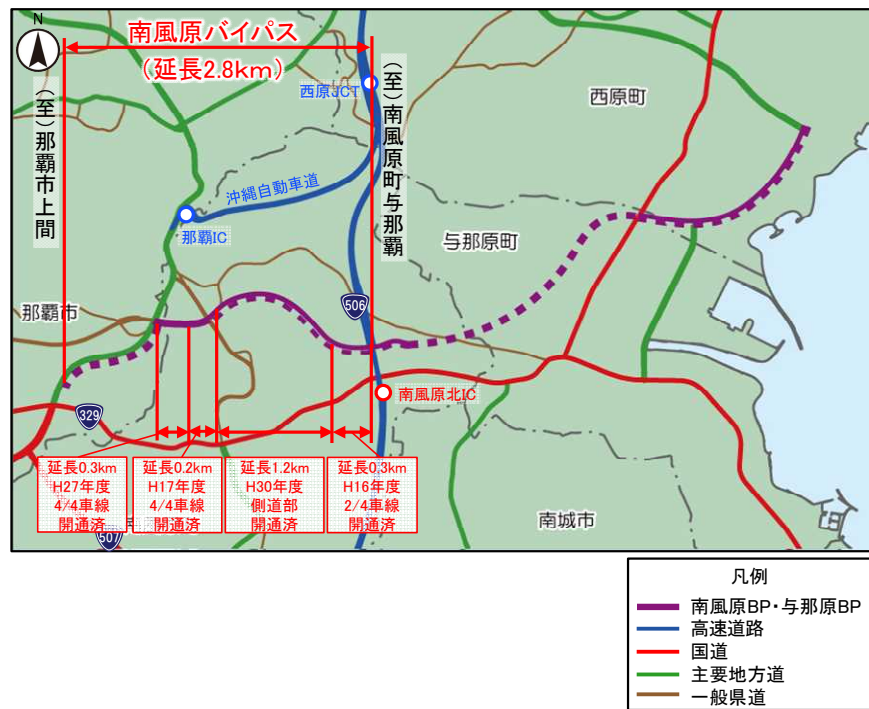 N
南風原バイパス
(延長2.8km)
(至)那覇市上間
(至)南風原町与那覇
西原JCT
西原町
沖縄自動車道
那覇IC
与那原町
506
那覇市
南風原北IC
329
延長0.3km
H27年度
4/4車線
開通済
延長0.2km
H17年度
4/4車線
開通済
延長1.2km
H30年度
側道部
開通済
延長0.3km
H16年度
2/4車線
開通済
507
南城市
凡例
南風原BP・与那原BP
高速道路
国道
主要地方道
一般県道